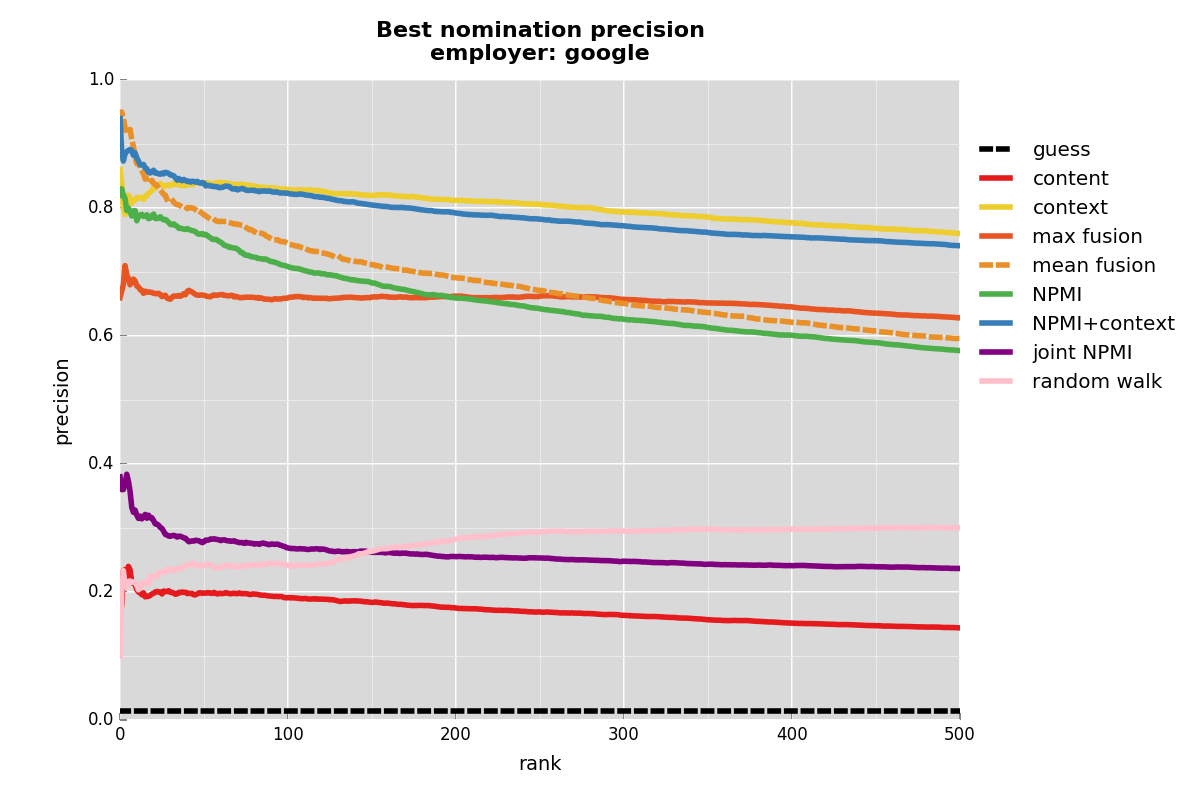 Best nomination precision
employer: google
precision
1.0
0.8
0.6
0.4
0.2
0.0
0 100 200 300 400 500
rank
guess
content
context
max fusion
mean fusion
NPMI
NPMI+context
joint NPMI
random walk